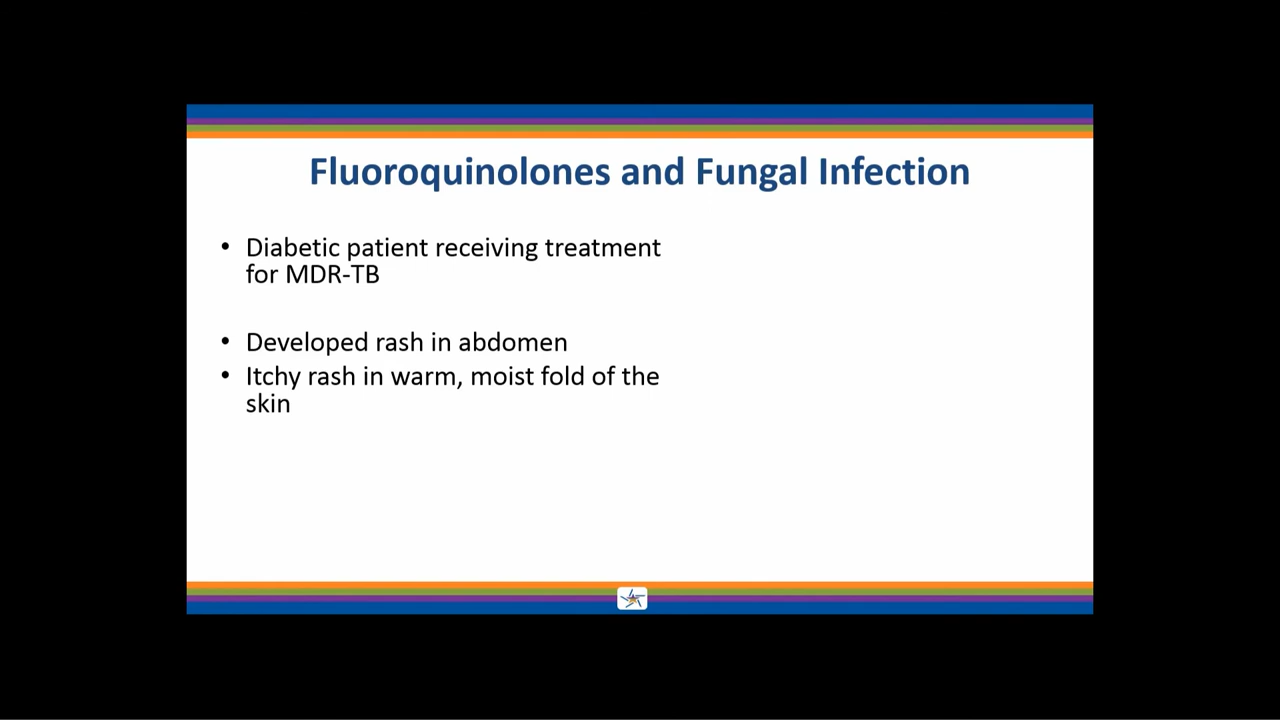 Fluoroquinolones and Fungal Infection
• Diabetic patient receiving treatment
for MDR-TB
• Developed rash in abdomen
• Itchy rash in warm, moist fold of the
skin